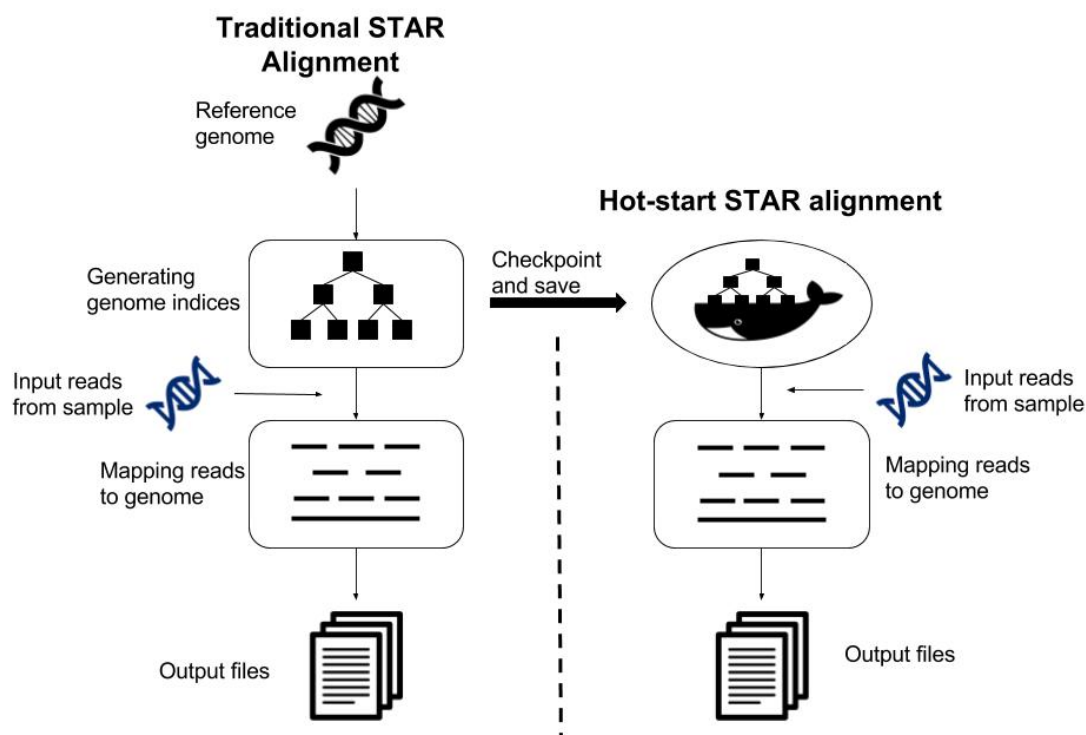 Traditional STAR
Alignment
Reference
genome
Hot-start STAR alignment
Generating
genome indices
Checkpoint
and save
Input reads
from sample
Input reads
from sample
Mapping reads
to genome
Mapping reads
to genome
Output files
Output files